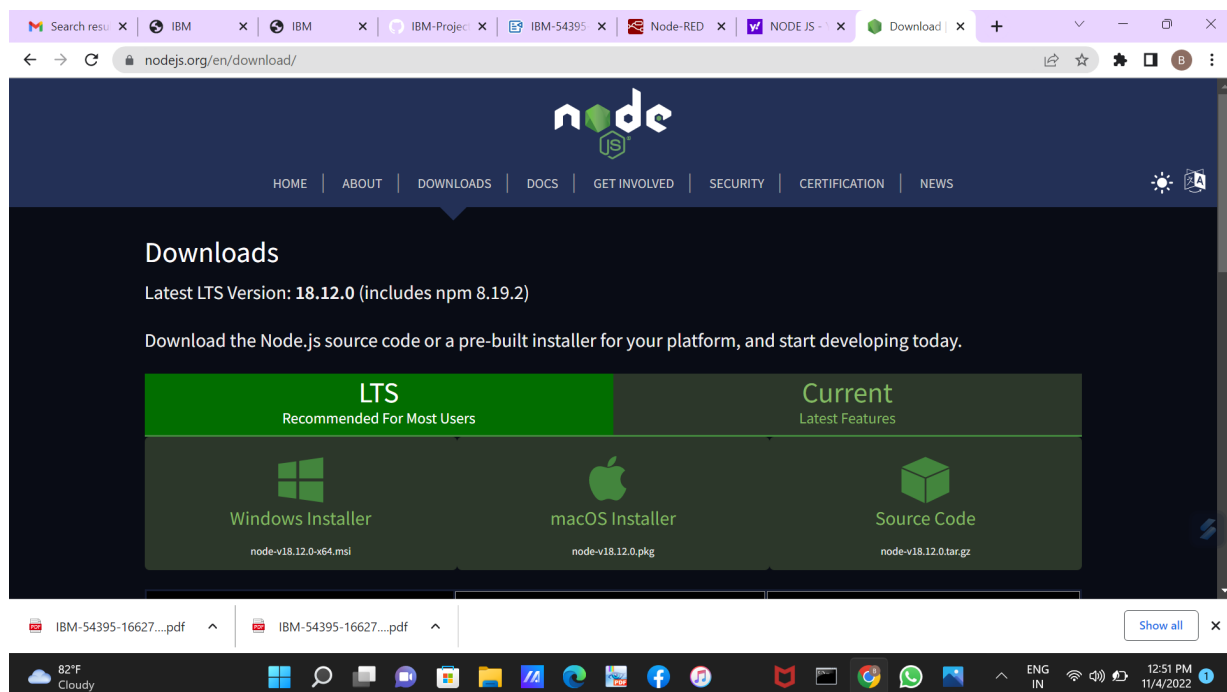 Search resu
IBM
IBM
IBM-Projec
IBM-54395
Node-RED
NODE JS - 
Download |
nodejs.org/en/download/
B
node
JS
HOME | ABOUT | DOWNLOADS | DOCS | GET INVOLVED | SECURITY | CERTIFICATION | NEWS
Downloads
Latest LTS Version: 18.12.0 (includes npm 8.19.2)
Download the Node.js source code or a pre-built installer for your platform, and start developing today.
LTS
Recommended For Most Users
Current
Latest Features
Windows Installer
node-v18.12.0-x64.msi
macOS Installer
node-v18.12.0.pkg
Source Code
node-v18.12.0.tar.gz
IBM-54395-16627....pdf
IBM-54395-16627....pdf
Show all
82°F
Cloudy
ENG
IN
12:51 PM
11/4/2022
1